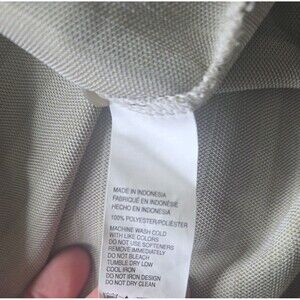 MADE IN INDONESIA
FABRIQUÉ EN INDONÉSIE
HECHO EN INDONESIA
100% POLYESTER/POLIÉSTER
MACHINE WASH COLD
WITH LIKE COLORS
DO NOT USE SOFTENERS
REMOVE PROMPTLY
DO NOT BLEACH
TUMBLE DRY LOW
COOL IRON
DO NOT IRON DESIGN
DO NOT DRY CLEAN